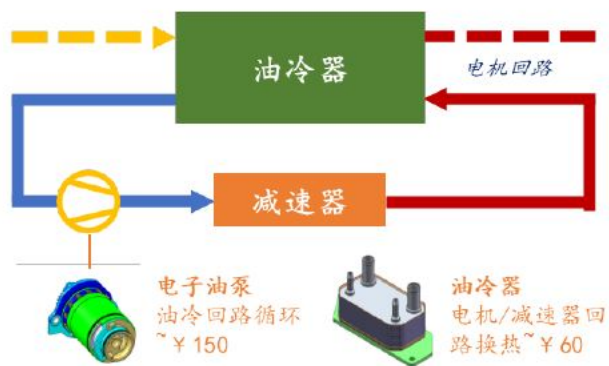 油冷器
电机回路
减速器
电子油泵
油冷回路循环
~￥150
油冷器
电机/减速器回
路换热~￥60